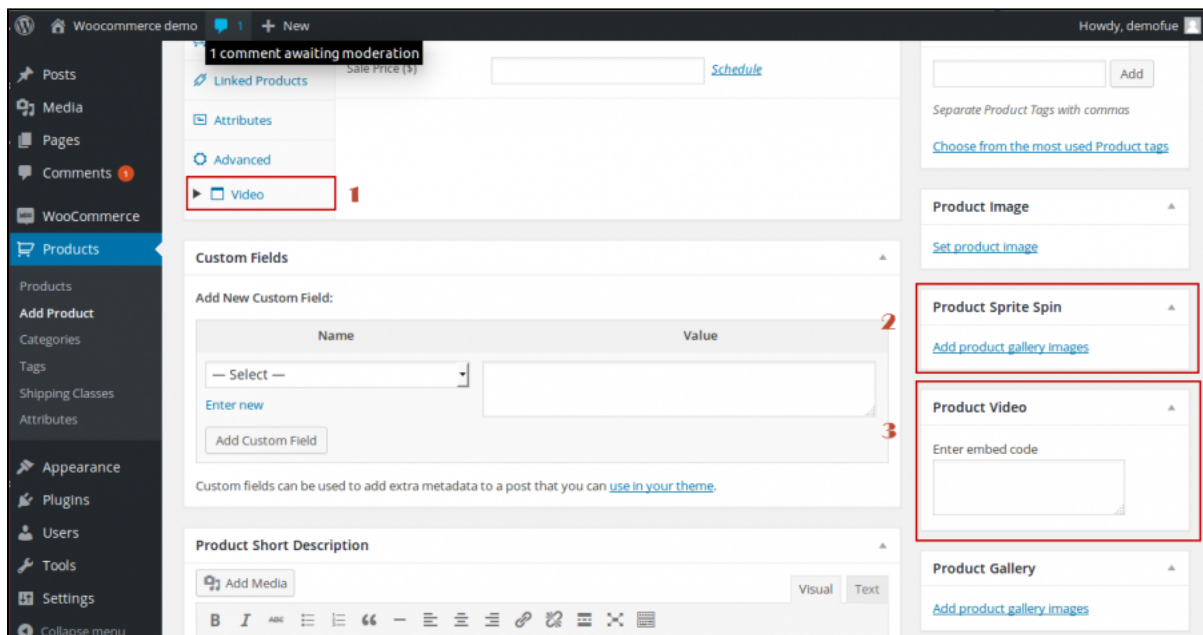 Woocommerce demo 1 + New Howdy, demofue
1 comment awaiting moderation
Posts
Media
Pages
Comments 1
WooCommerce
Products
Products
Add Product
Categories
Tags
Shipping Classes
Attributes
Appearance
Plugins
Users
Tools
Settings
Collapse menu
Linked Products
Attributes
Advanced
Video
1
Sale Price ($) Schedule
Custom Fields
Add New Custom Field:
Name Value
— Select —
Enter new
Add Custom Field
Custom fields can be used to add extra metadata to a post that you can use in your theme.
Product Short Description
Add Media
Visual Text
B I ABC
Add
Separate Product Tags with commas
Choose from the most used Product tags
Product Image
Set product image
2
Product Sprite Spin
Add product gallery images
3
Product Video
Enter embed code
Product Gallery
Add product gallery images